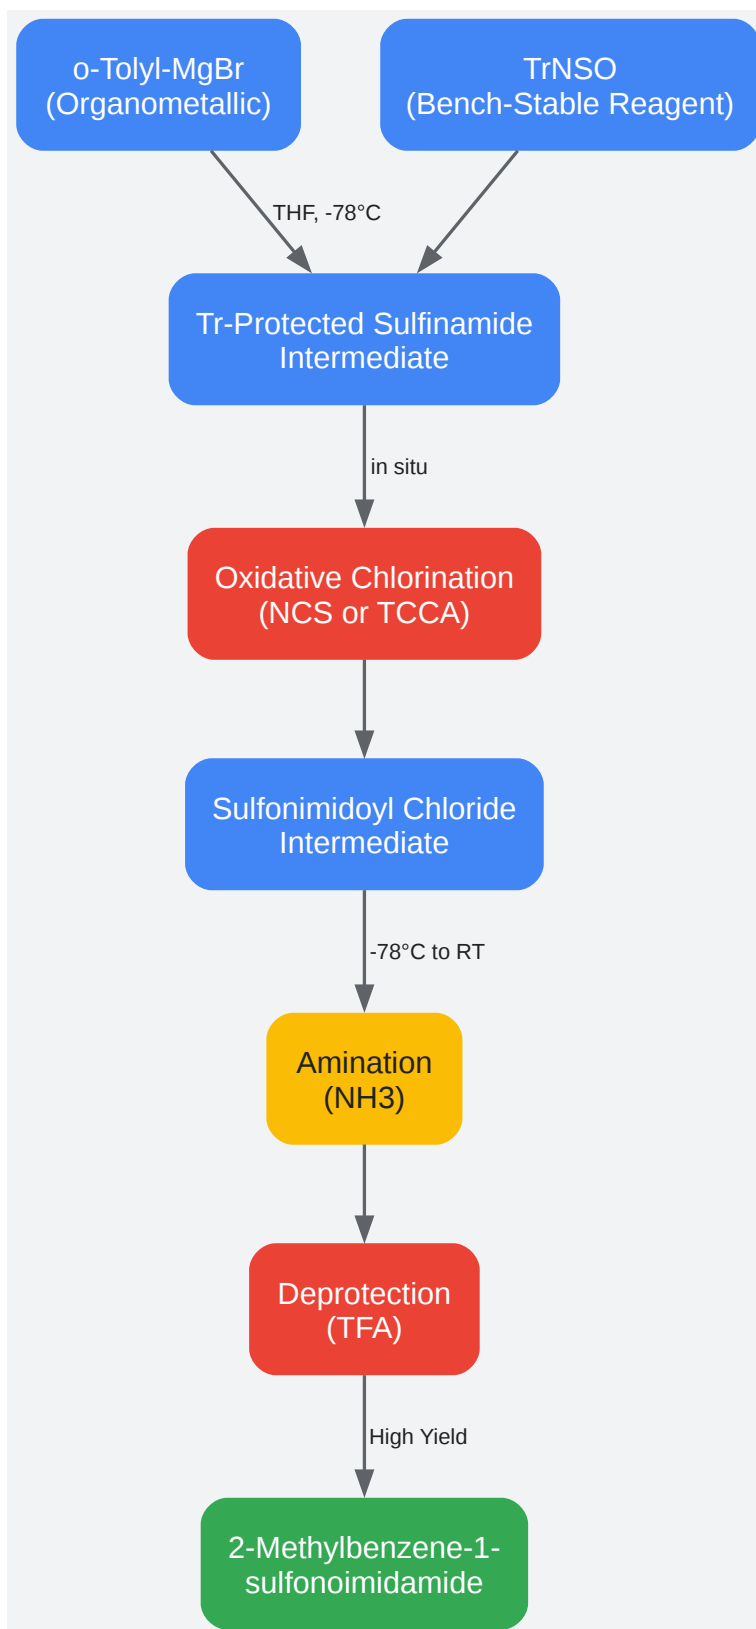 o-Tolyl-MgBr
(Organometallic)
TrNSO
(Bench-Stable Reagent)
THF, -78°C
Tr-Protected Sulfinamide
Intermediate
in situ
Oxidative Chlorination
(NCS or TCCA)
Sulfonimidoyl Chloride
Intermediate
-78°C to RT
Amination
(NH3)
Deprotection
(TFA)
High Yield
2-Methylbenzene-1-
sulfonoimidamide